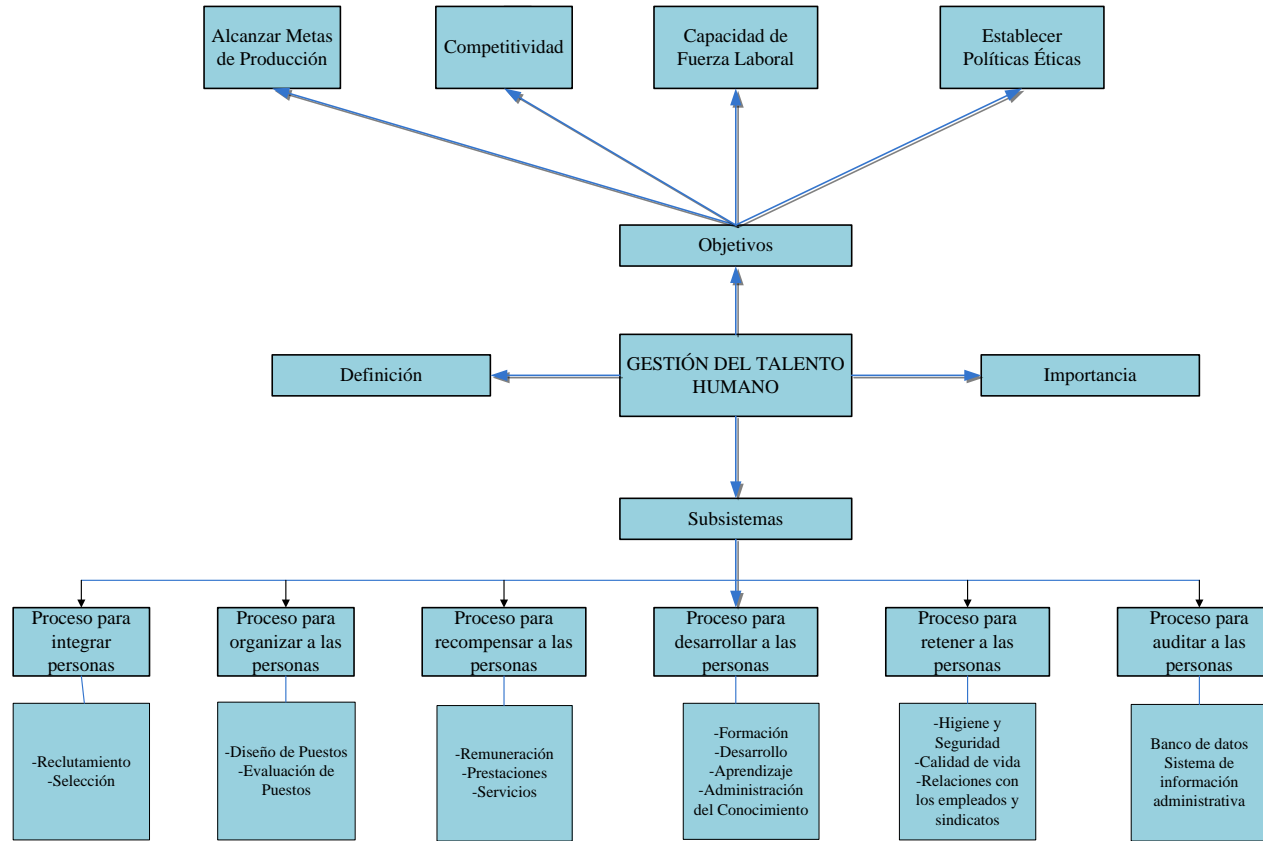 Alcanzar Metas
de Producción
Competitividad
Capacidad de
Fuerza Laboral
Establecer
Políticas Éticas
Objetivos
Definición
GESTIÓN DEL TALENTO
HUMANO
Importancia
Subsistemas
Proceso para
integrar
personas
Proceso para
organizar a las
personas
Proceso para
recompensar a las
personas
Proceso para
desarrollar a las
personas
Proceso para
retener a las
personas
Proceso para
auditar a las
personas
-Reclutamiento
-Selección
-Diseño de Puestos
-Evaluación de
Puestos
-Remuneración
-Prestaciones
-Servicios
-Formación
-Desarrollo
-Aprendizaje
-Administración
del Conocimiento
-Higiene y
Seguridad
-Calidad de vida
-Relaciones con
los empleados y
sindicatos
Banco de datos
Sistema de
información
administrativa